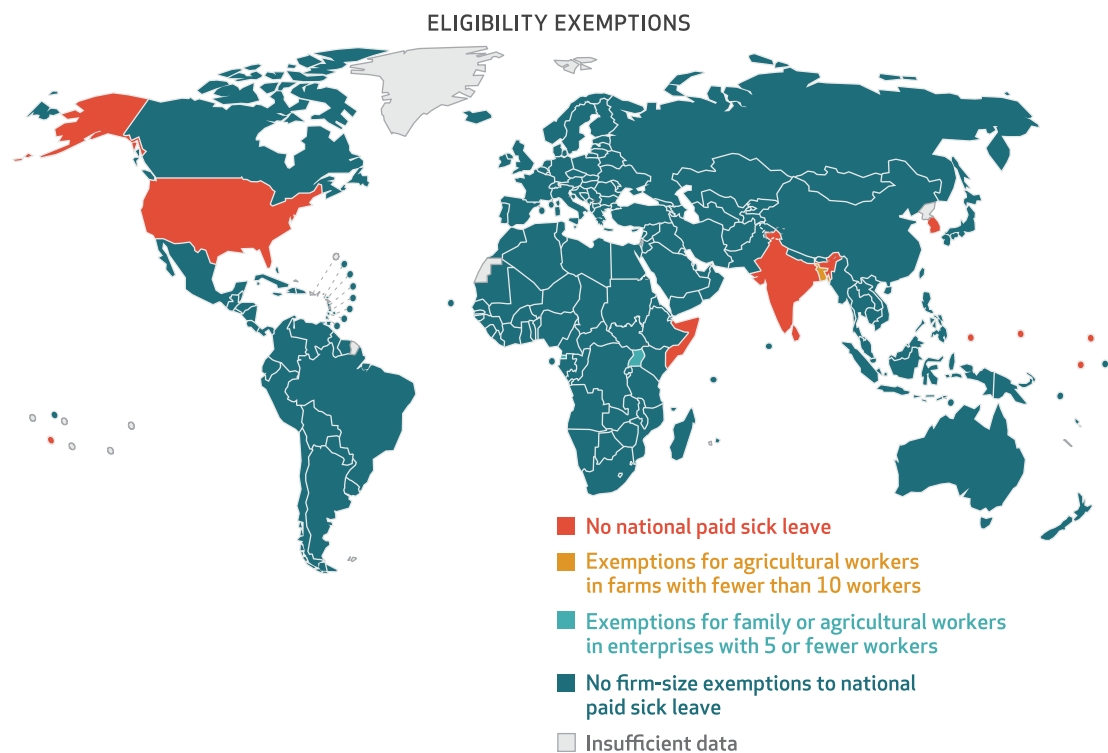 ELIGIBILITY EXEMPTIONS
No national paid sick leave
Exemptions for agricultural workers
in farms with fewer than 10 workers
Exemptions for family or agricultural workers
in enterprises with 5 or fewer workers
No firm-size exemptions to national
paid sick leave
Insufficient data